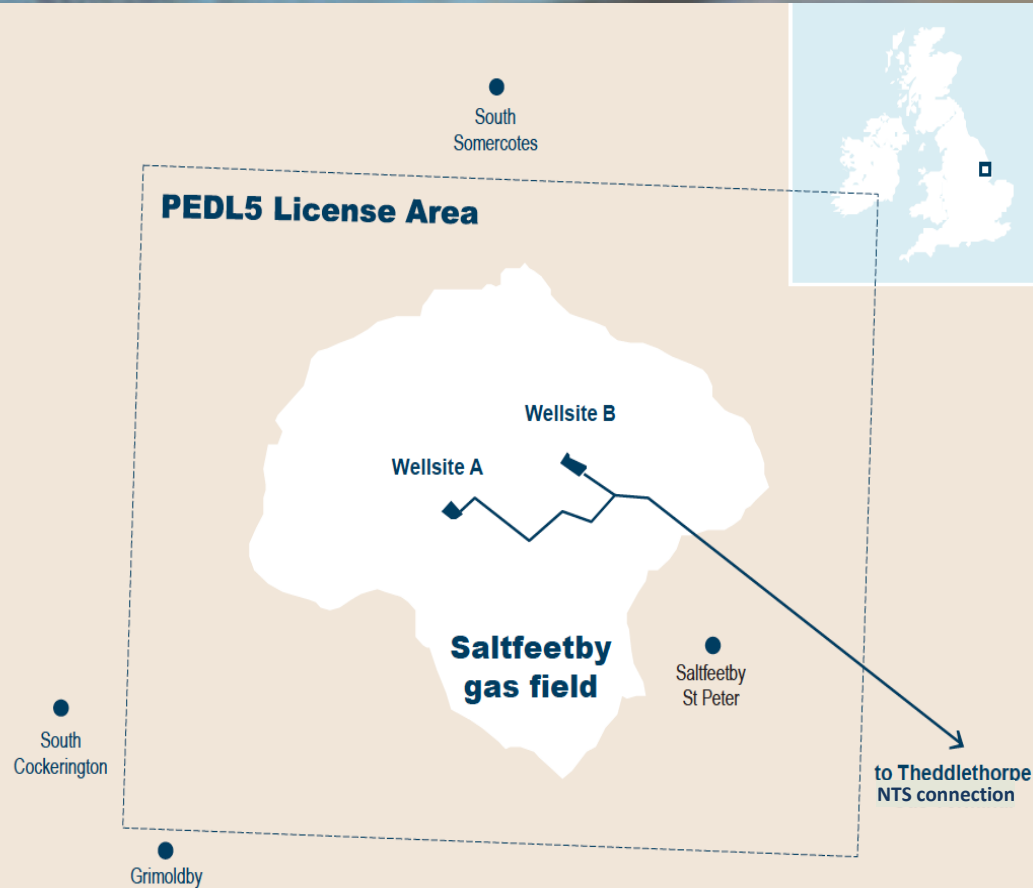 South
Somercotes
PEDL5 License Area
Wellsite B
Wellsite A
Saltfeetby
gas field
Saltfeetby
St Peter
South
Cockerington
to Theddlethorpe
NTS connection
Grimoldby